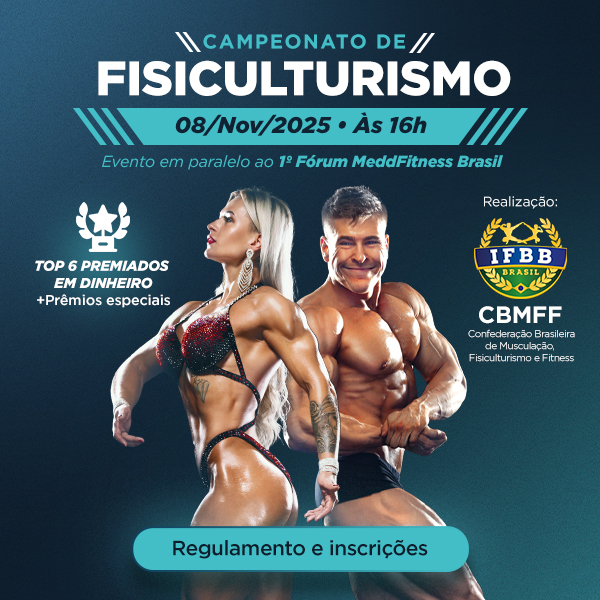 CAMPEONATO DE
FISICULTURISMO
08/Nov/2025 • Às 16h
Evento em paralelo ao 1º Fórum MeddFitness Brasil
TOP 6 PREMIADOS
EM DINHEIRO
+Prêmios especiais
Realização:
IFBB
BRASIL
CBMFF
Confederação Brasileira
de Musculação,
Fisiculturismo e Fitness
Regulamento e inscrições